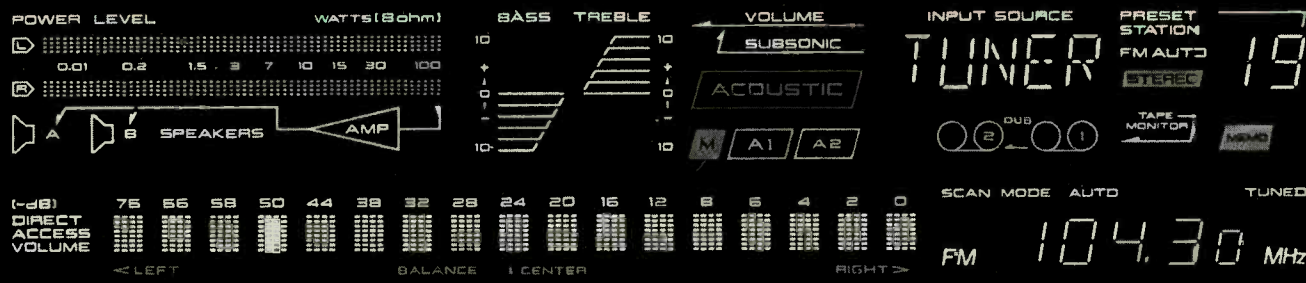 POWER LEVEL WATTS(8ohm)
L
0.01 0.2 1.5 3 7 10 15 30 100
R
A B SPEAKERS AMP
BASS TREBLE
10 10
+ +
0 0
- -
10 10
VOLUME
SUBSONIC
ACOUSTIC
M A1 A2
INPUT SOURCE
TUNER
DUB
2 1
PRESET
STATION
FM AUTO
STEREO
19
TAPE
MONITOR
MEMO
(-dB) 76 66 58 50 44 38 32 28 24 20 16 12 8 6 4 2 0
DIRECT
ACCESS
VOLUME
<LEFT BALANCE CENTER RIGHT>
SCAN MODE AUTO TUNED
FM 104.30 MHz